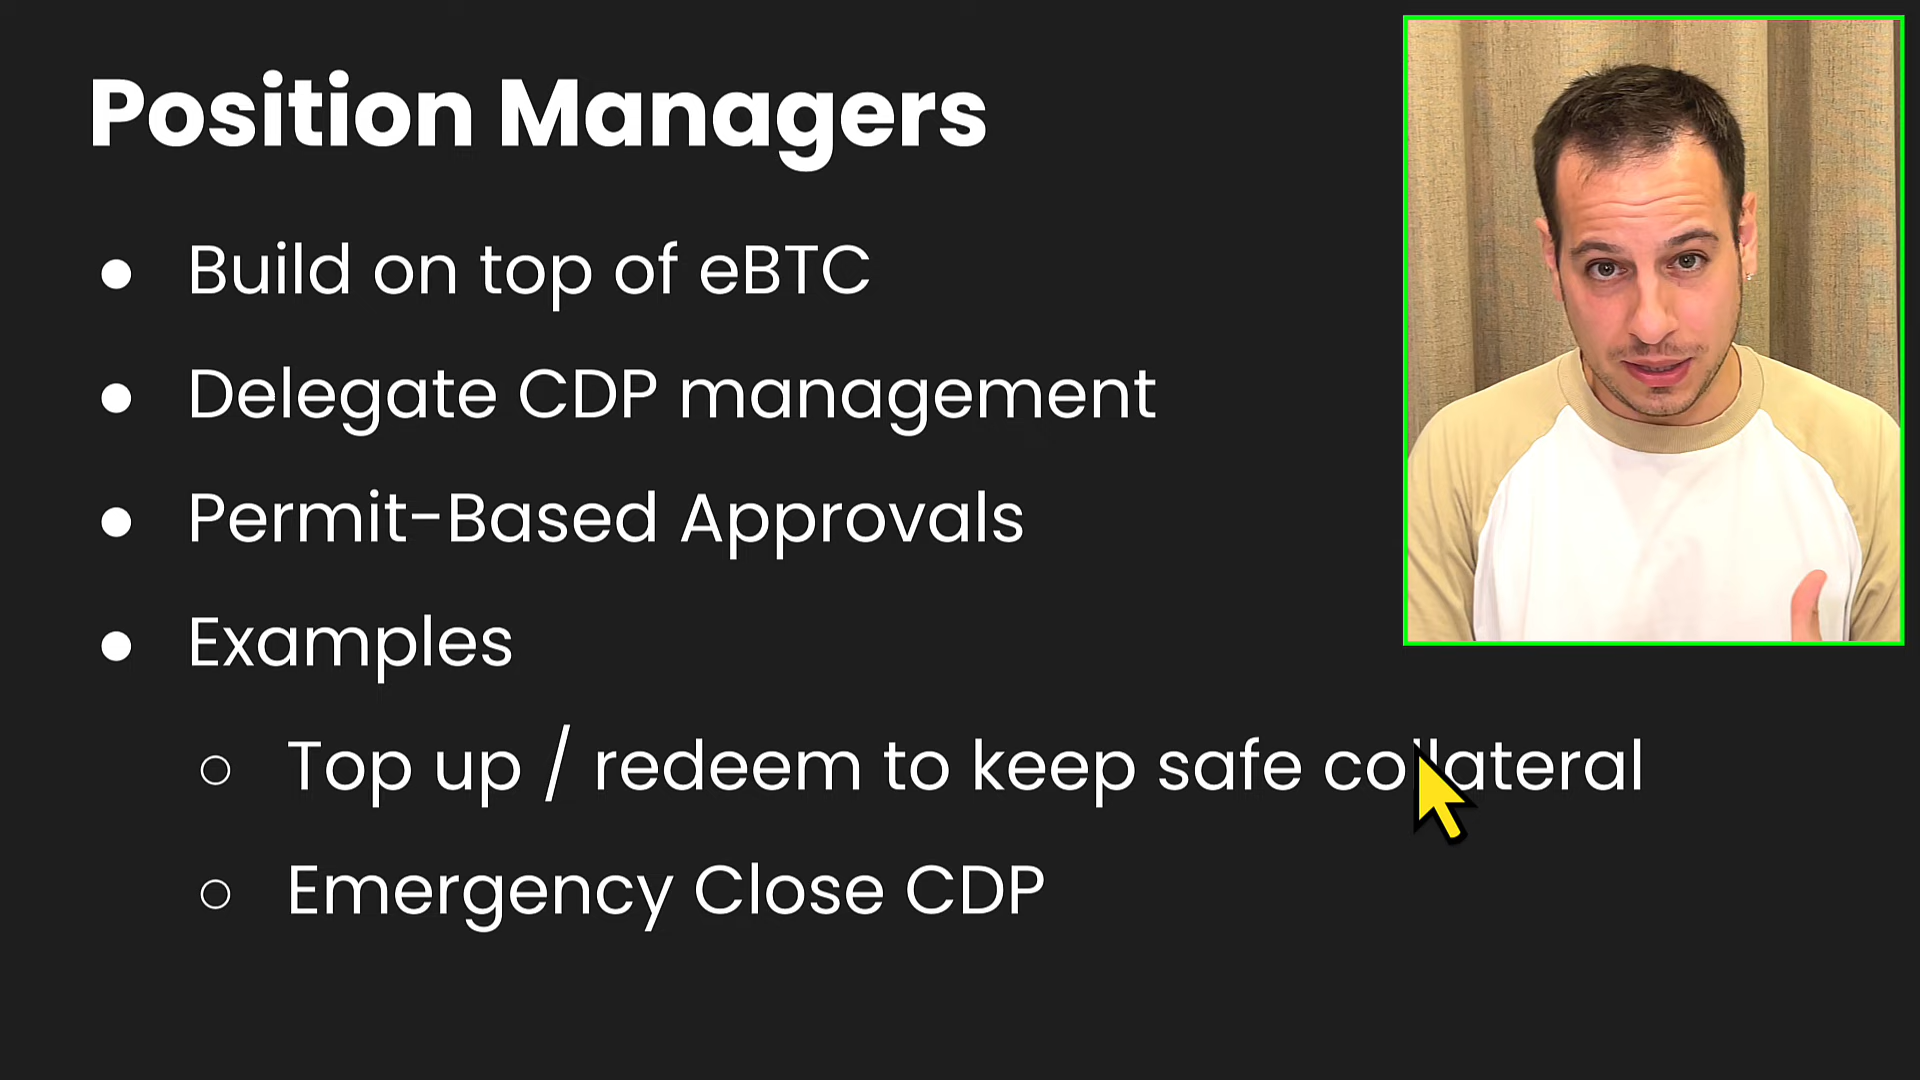 Position Managers
Build on top of eBTC
Delegate CDP management
Permit-Based Approvals
Examples
Top up / redeem to keep safe collateral
Emergency Close CDP